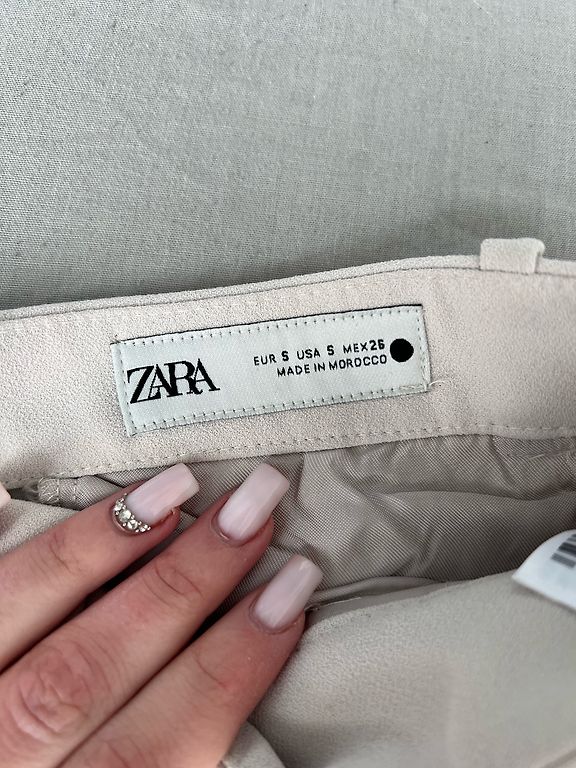 ZARA
EUR S USA S MEX 26
MADE IN MOROCCO